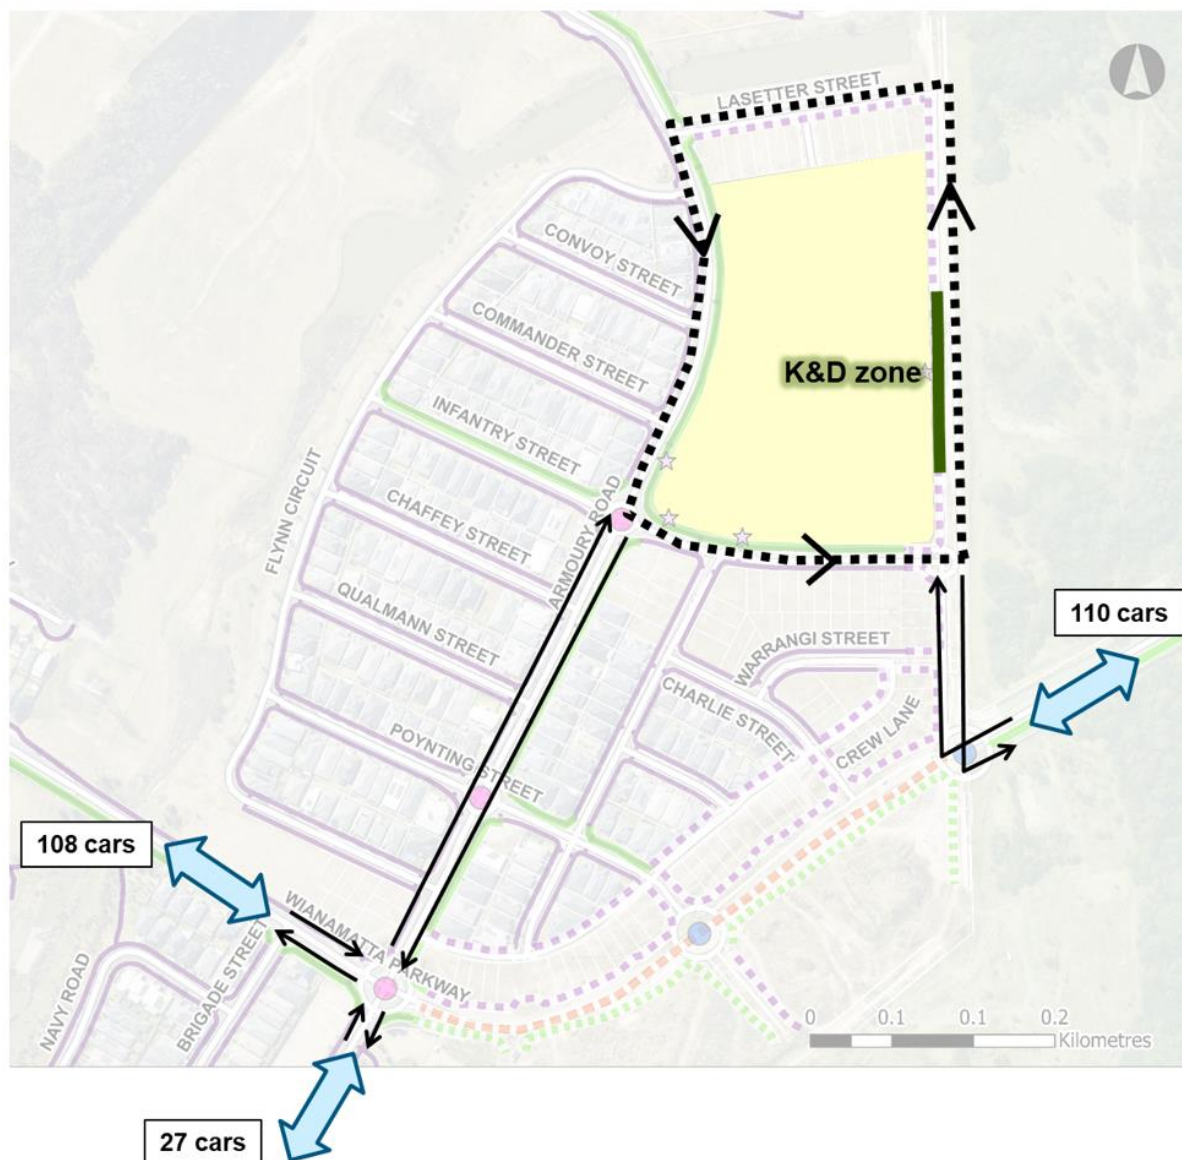 LASETTER STREET
CONVOY STREET
COMMANDER STREET
K&D zone
INFANTRY STREET
FLYNN CIRCUIT
CHAFFEY STREET
ARMOURY ROAD
QUALMANN STREET
110 cars
WARRANGI STREET
CHARLIE STREET
CREW LANE
POYNTING STREET
108 cars
WIANAMATTA PARKWAY
BRIGADE STREET
NAVY ROAD
0 0.1 0.1 0.2
Kilometres
27 cars